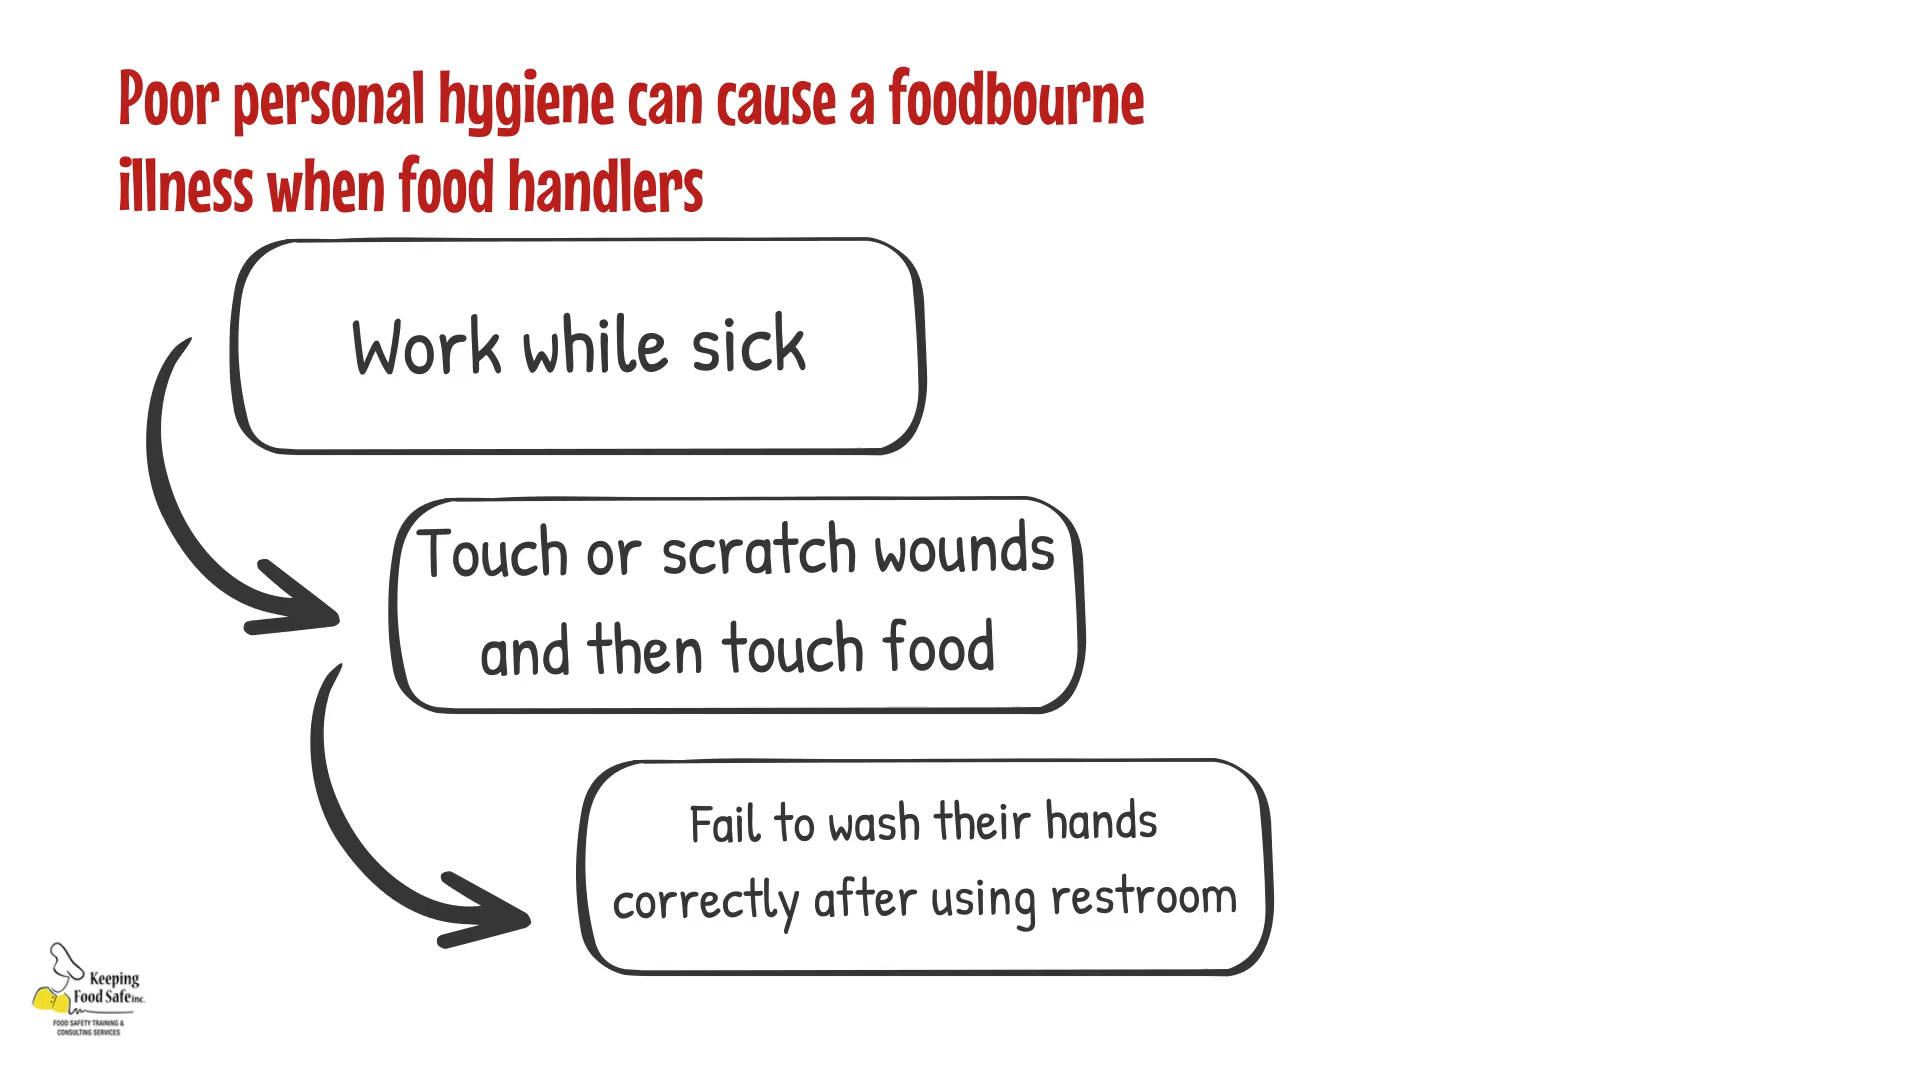 Poor personal hygiene can cause a foodbourne
illness when food handlers
Work while sick
Touch or scratch wounds
and then touch food
Fail to wash their hands
correctly after using restroom
Keeping
Food Safe inc.
FOOD SAFETY TRAINING &
CONSULTING SERVICES